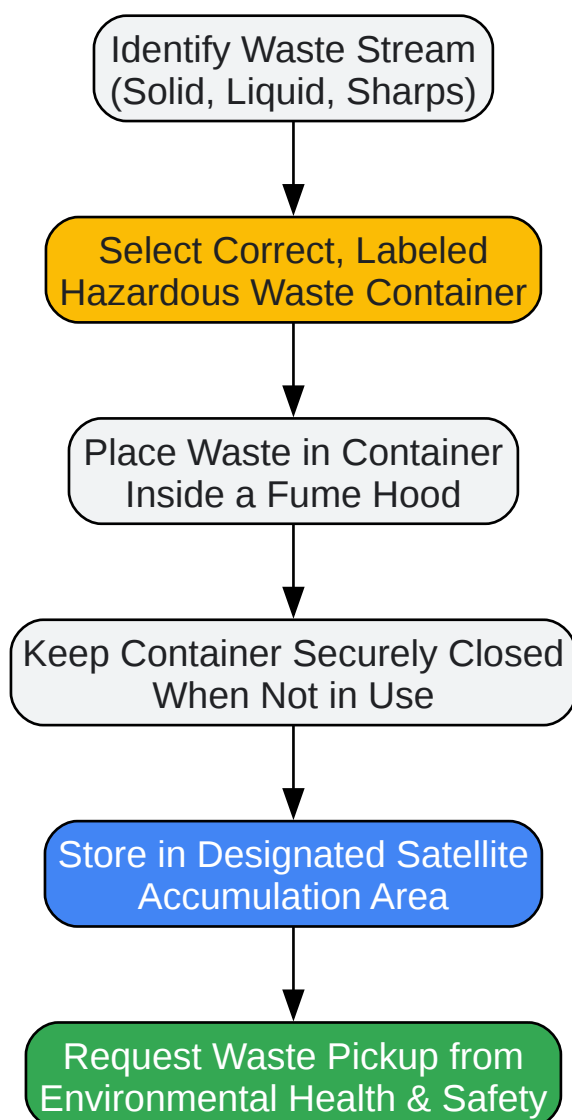 Identify Waste Stream
(Solid, Liquid, Sharps)
Select Correct, Labeled
Hazardous Waste Container
Place Waste in Container
Inside a Fume Hood
Keep Container Securely Closed
When Not in Use
Store in Designated Satellite
Accumulation Area
Request Waste Pickup from
Environmental Health & Safety